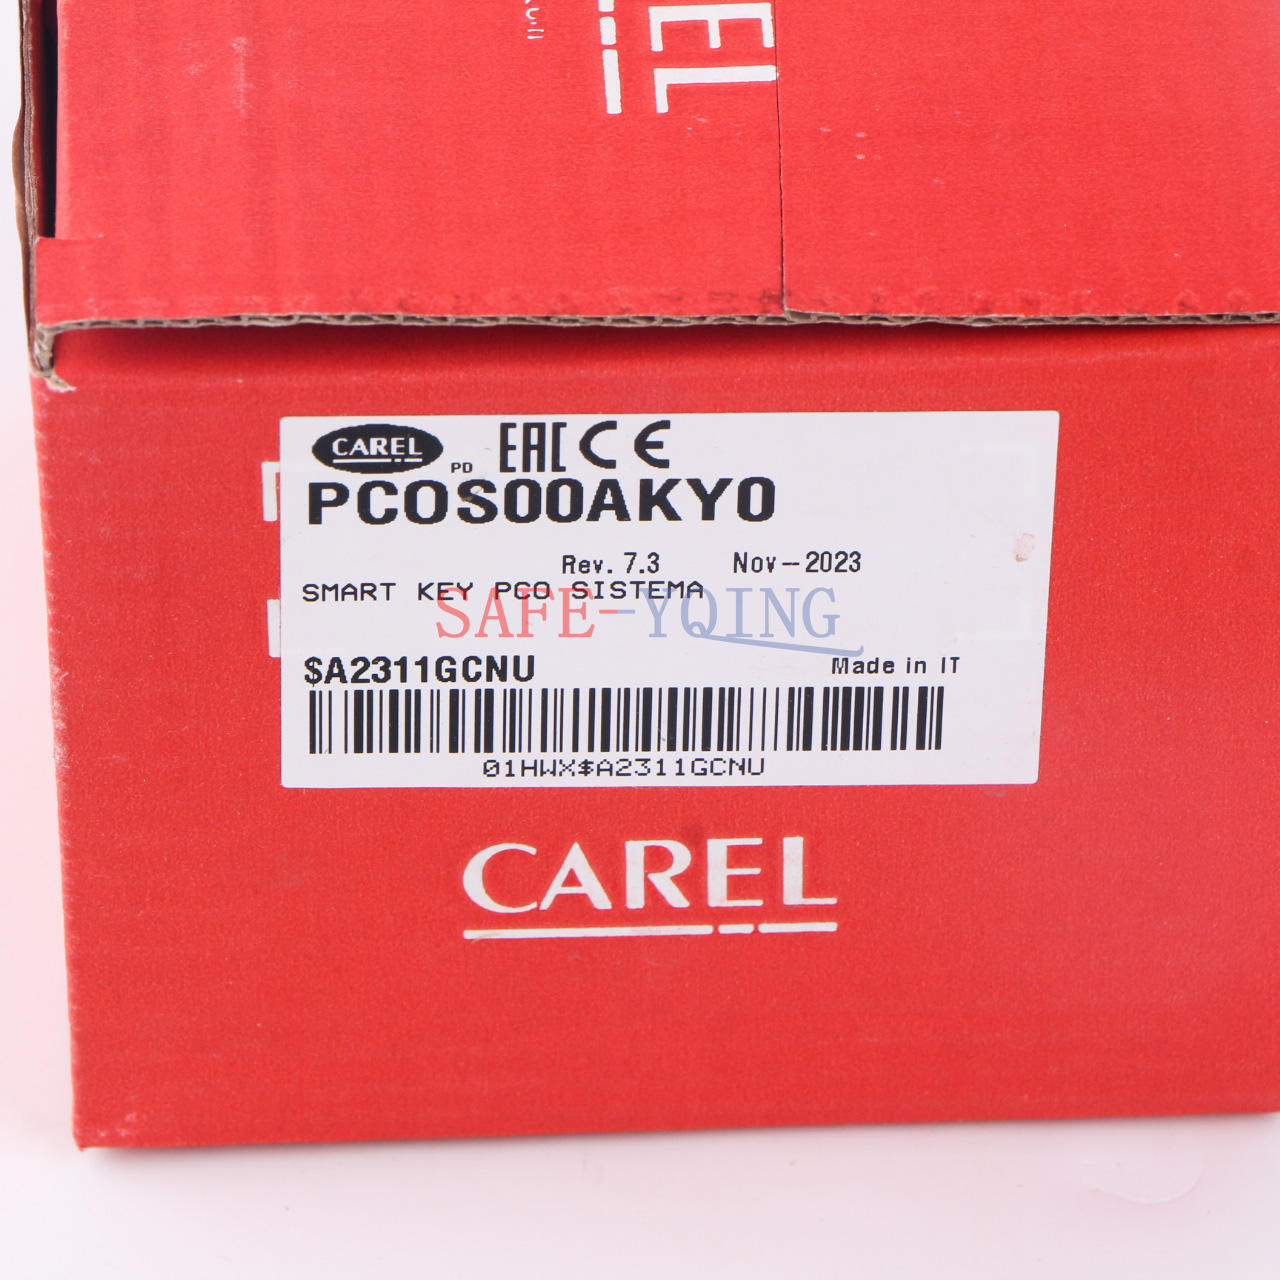 EL
CAREL
PD EAC CE
PCOS00AKY0
Rev. 7.3 Nov-2023
SMART KEY PCO SISTEMA
SAFE-YQING
$A2311GCNU
Made in IT
01HWX$A2311GCNU
CAREL